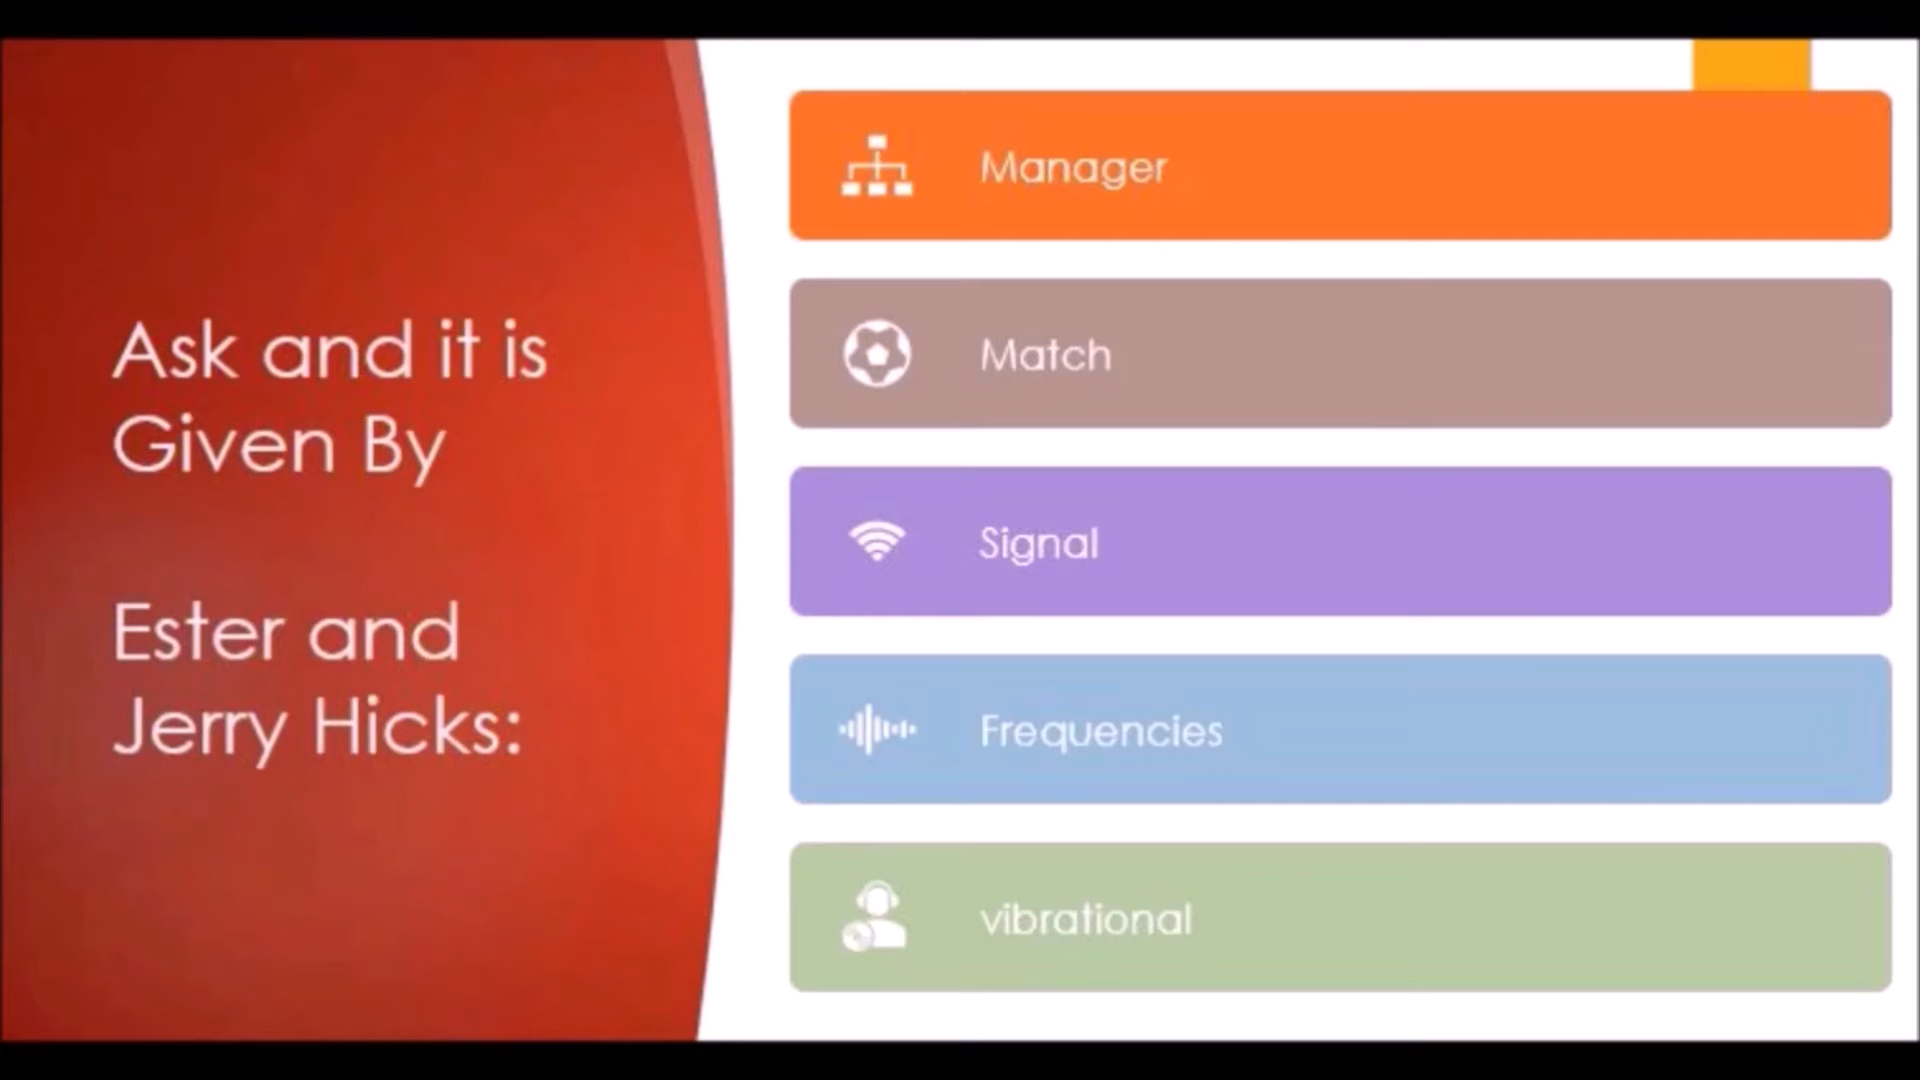 Ask and it is
Given By
Ester and
Jerry Hicks:
Manager
Match
Signal
Frequencies
vibrational